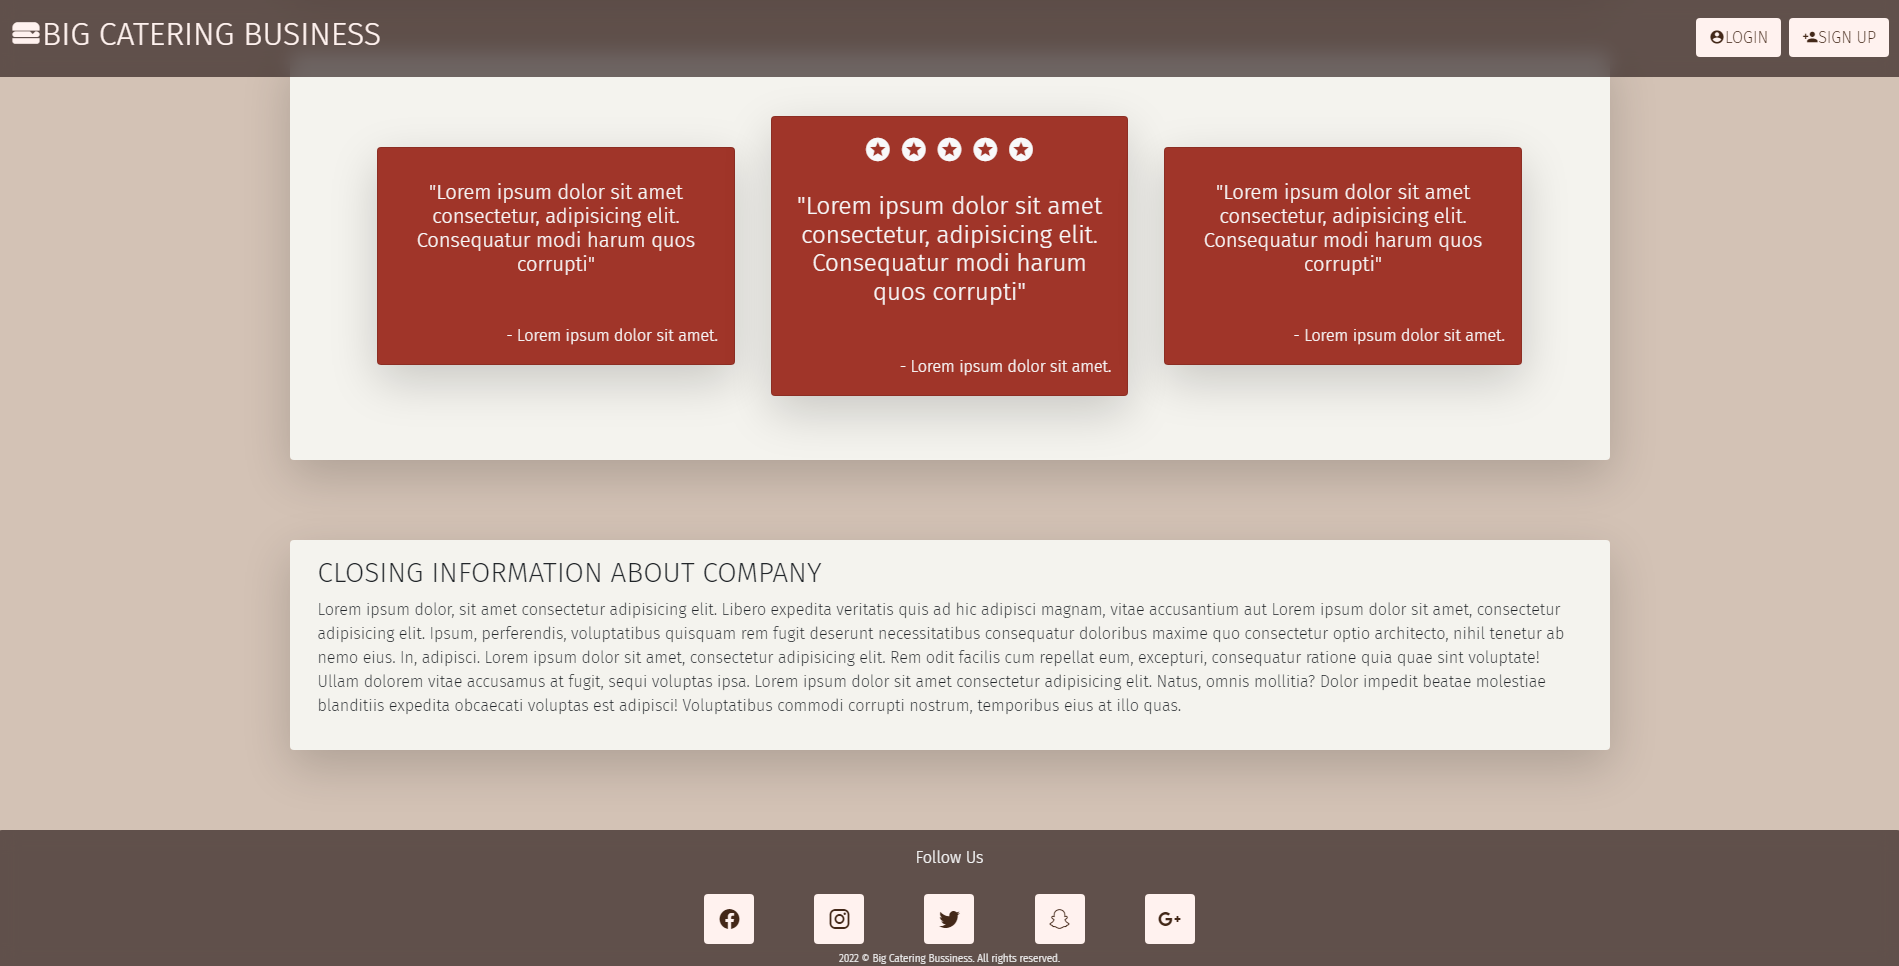 BIG CATERING BUSINESS
LOGIN
SIGN UP
"Lorem ipsum dolor sit amet
consectetur, adipisicing elit.
Consequatur modi harum quos
corrupti"
- Lorem ipsum dolor sit amet.
"Lorem ipsum dolor sit amet
consectetur, adipisicing elit.
Consequatur modi harum
quos corrupti"
- Lorem ipsum dolor sit amet.
"Lorem ipsum dolor sit amet
consectetur, adipisicing elit.
Consequatur modi harum quos
corrupti"
- Lorem ipsum dolor sit amet.
CLOSING INFORMATION ABOUT COMPANY
Lorem ipsum dolor, sit amet consectetur adipisicing elit. Libero expedita veritatis quis ad hic adipisci magnam, vitae accusantium aut Lorem ipsum dolor sit amet, consectetur
adipisicing elit. Ipsum, perferendis, voluptatibus quisquam rem fugit deserunt necessitatibus consequatur doloribus maxime quo consectetur optio architecto, nihil tenetur ab
nemo eius. In, adipisci. Lorem ipsum dolor sit amet, consectetur adipisicing elit. Rem odit facilis cum repellat eum, excepturi, consequatur ratione quia quae sint voluptate!
Ullam dolorem vitae accusamus at fugit, sequi voluptas ipsa. Lorem ipsum dolor sit amet consectetur adipisicing elit. Natus, omnis mollitia? Dolor impedit beatae molestiae
blanditiis expedita obcaecati voluptas est adipisci! Voluptatibus commodi corrupti nostrum, temporibus eius at illo quas.
Follow Us
G+
2022 © Big Catering Bussiness. All rights reserved.